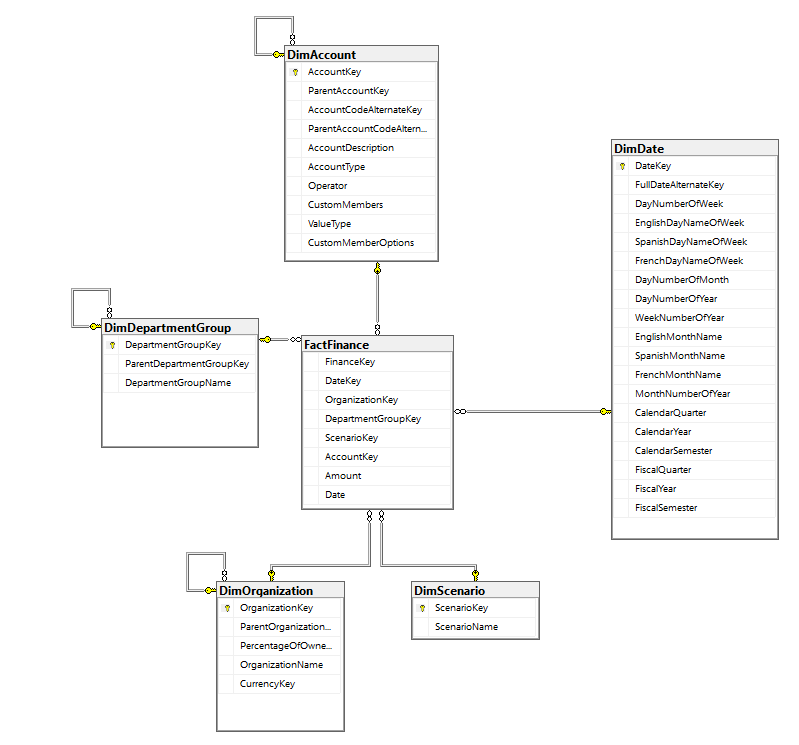 DimAccount
AccountKey
ParentAccountKey
AccountCodeAlternateKey
ParentAccountCodeAltern...
AccountDescription
AccountType
Operator
CustomMembers
ValueType
CustomMemberOptions
DimDate
DateKey
FullDateAlternateKey
DayNumberOfWeek
EnglishDayNameOfWeek
SpanishDayNameOfWeek
FrenchDayNameOfWeek
DayNumberOfMonth
DayNumberOfYear
WeekNumberOfYear
EnglishMonthName
SpanishMonthName
FrenchMonthName
MonthNumberOfYear
CalendarQuarter
CalendarYear
CalendarSemester
FiscalQuarter
FiscalYear
FiscalSemester
DimDepartmentGroup
DepartmentGroupKey
ParentDepartmentGroupKey
DepartmentGroupName
FactFinance
FinanceKey
DateKey
OrganizationKey
DepartmentGroupKey
ScenarioKey
AccountKey
Amount
Date
DimOrganization
OrganizationKey
ParentOrganization...
PercentageOfOwne...
OrganizationName
CurrencyKey
DimScenario
ScenarioKey
ScenarioName